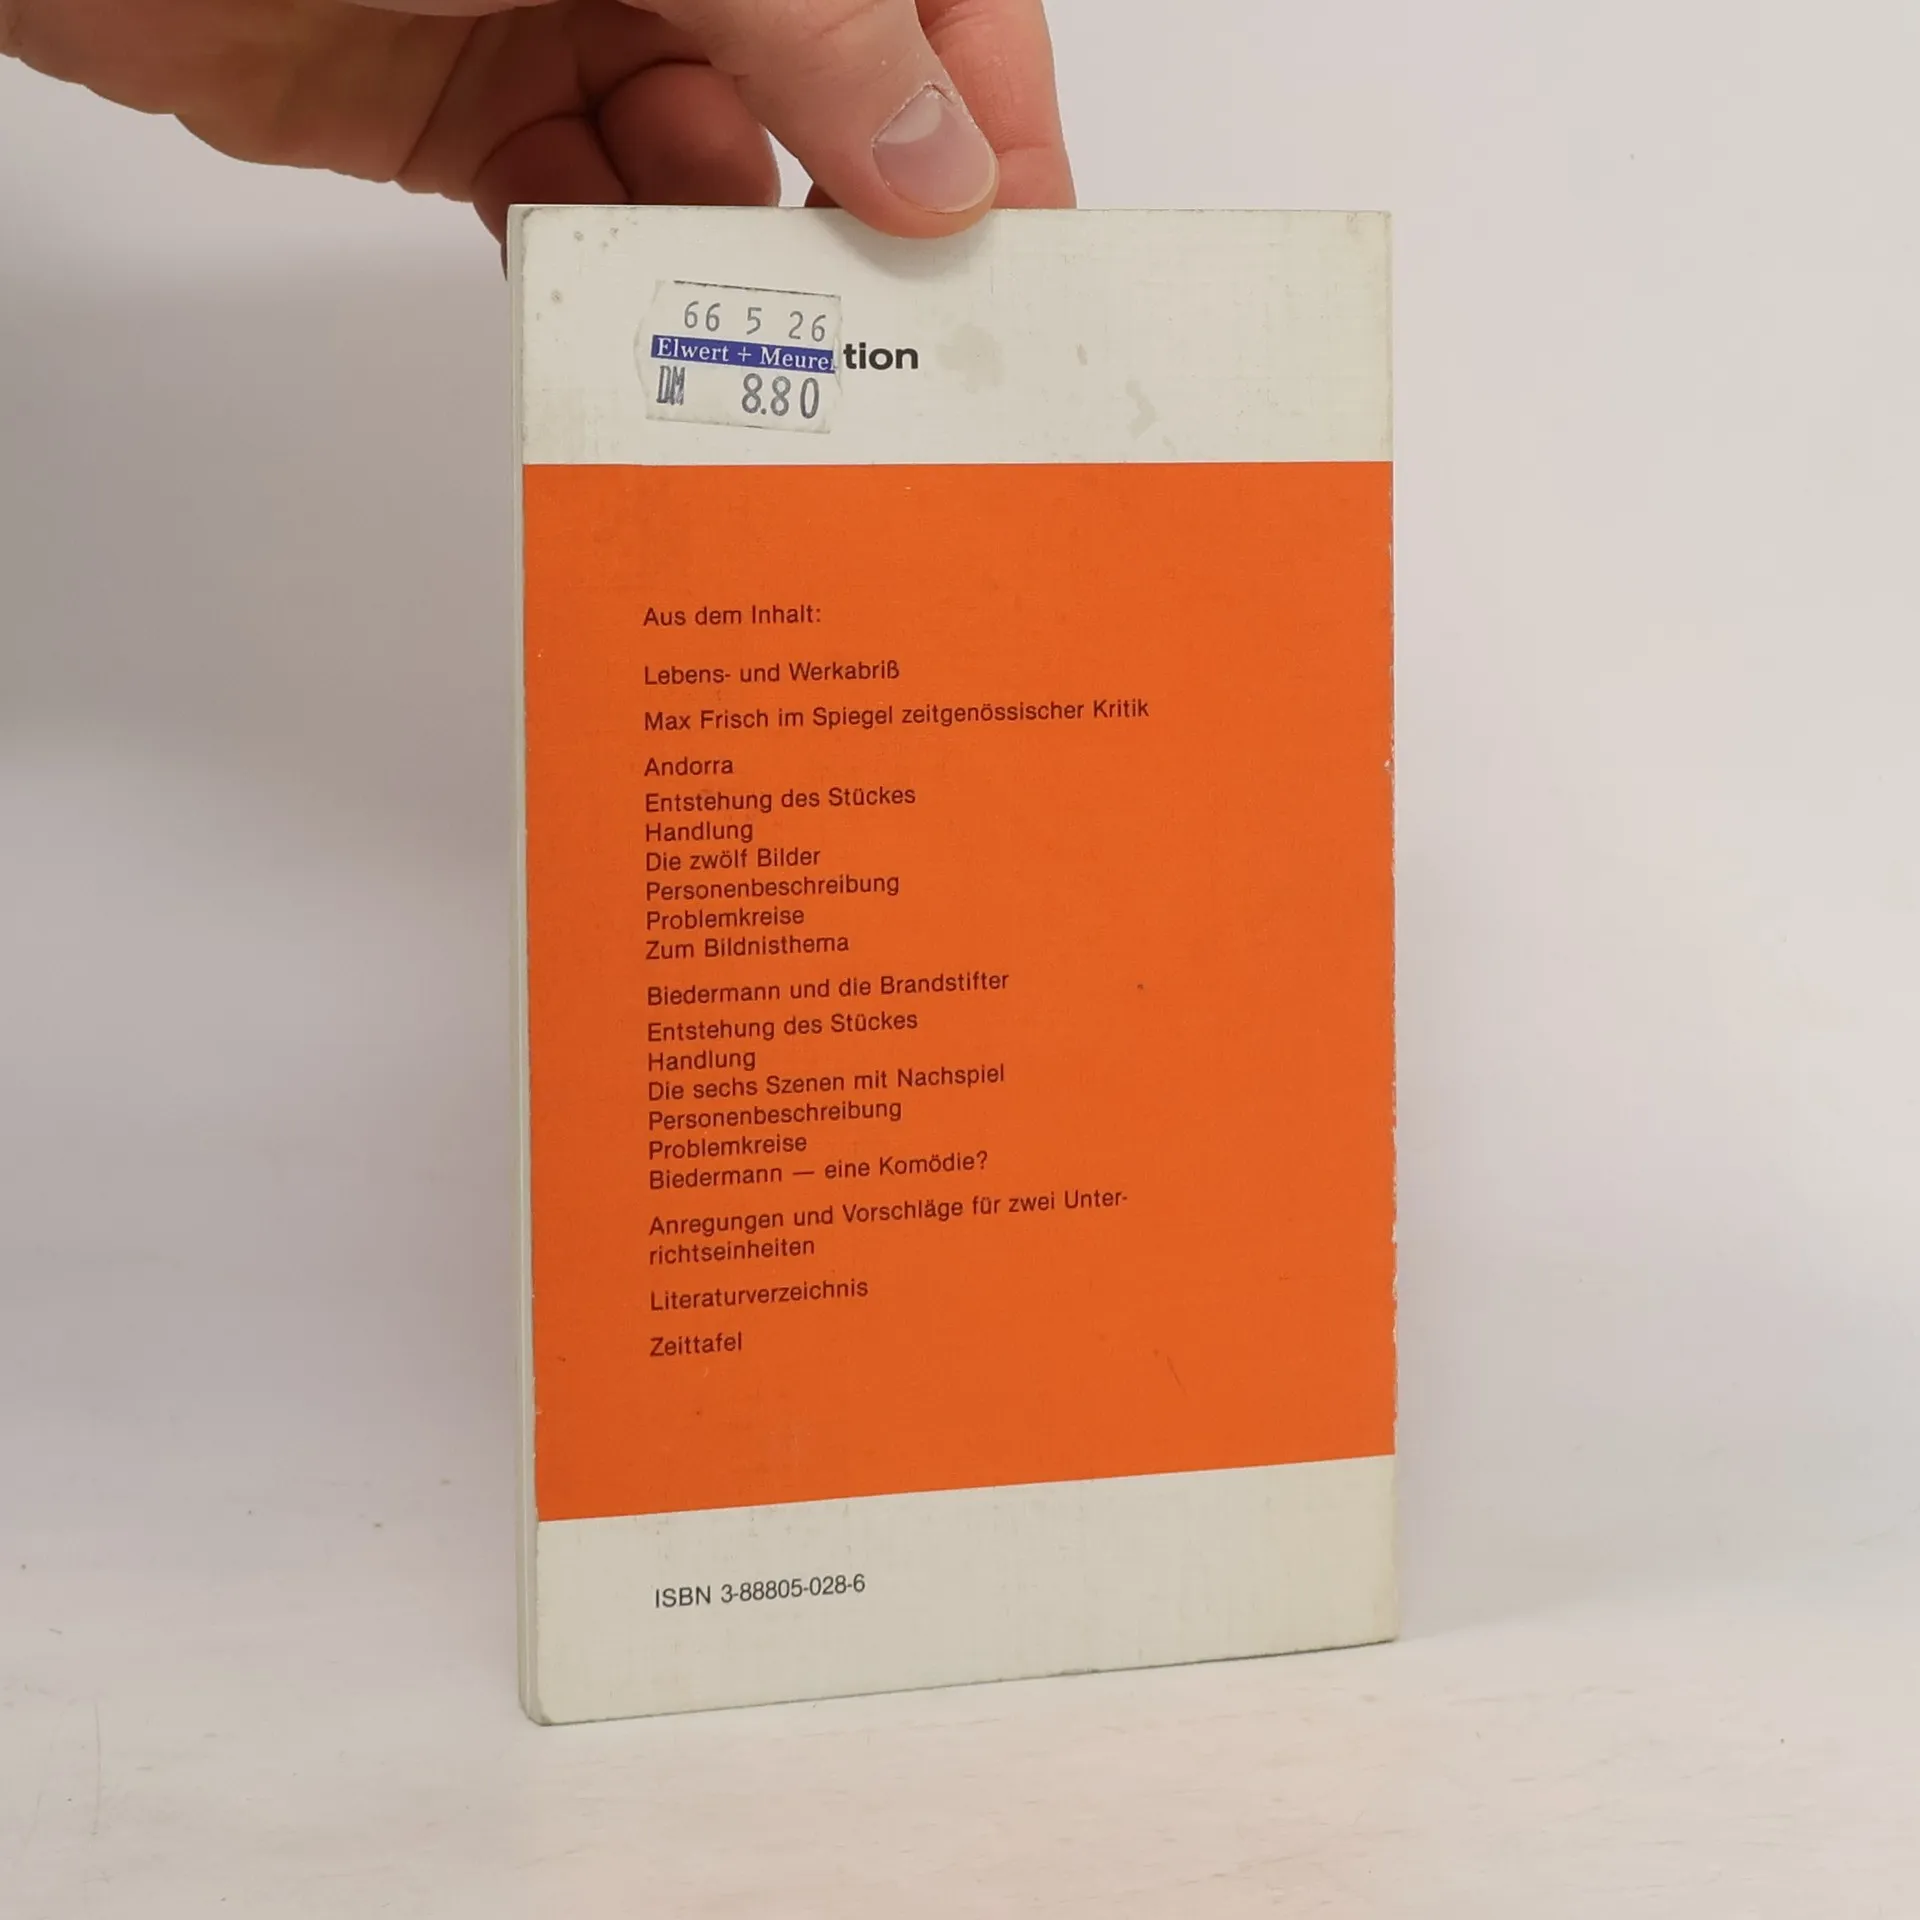 66 5 26
Elwert + Meurer
DM 8.80
tion
Aus dem Inhalt:
Lebens- und Werkabriß
Max Frisch im Spiegel zeitgenössischer Kritik
Andorra
Entstehung des Stückes
Handlung
Die zwölf Bilder
Personenbeschreibung
Problemkreise
Zum Bildnisthema
Biedermann und die Brandstifter
Entstehung des Stückes
Handlung
Die sechs Szenen mit Nachspiel
Personenbeschreibung
Problemkreise
Biedermann — eine Komödie?
Anregungen und Vorschläge für zwei Unter-
richtseinheiten
Literaturverzeichnis
Zeittafel
ISBN 3-88805-028-6